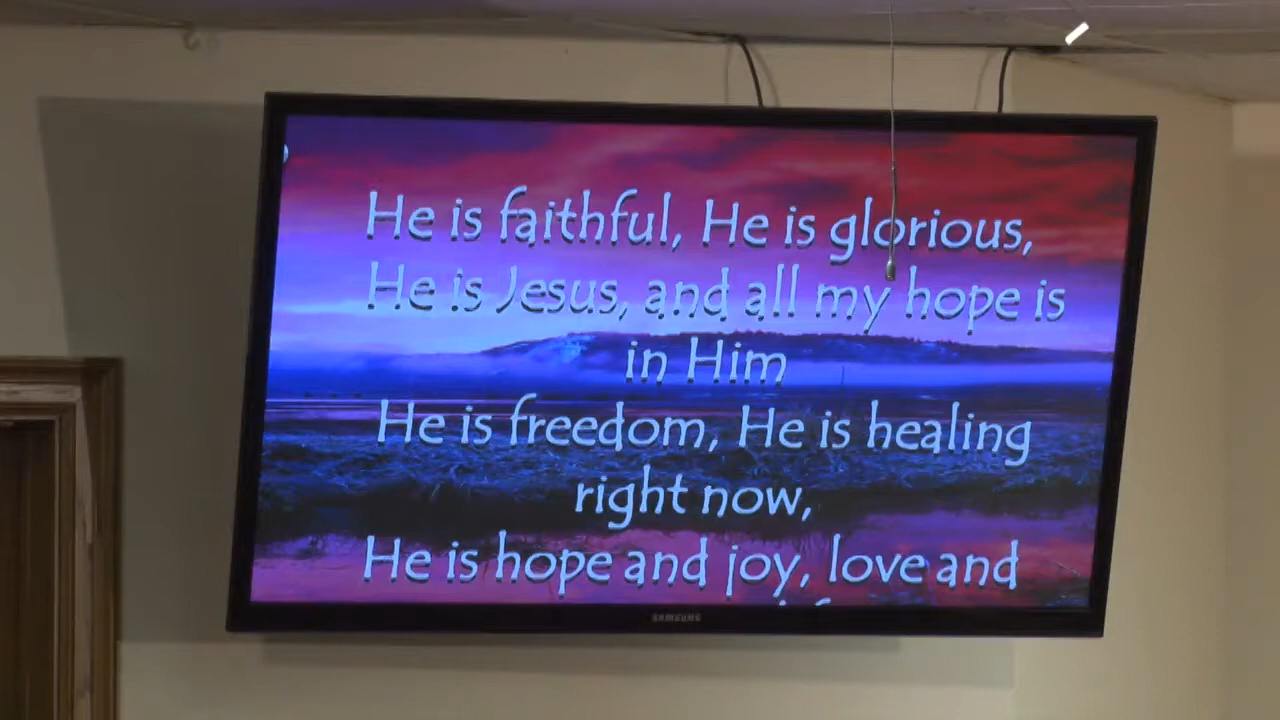 He is faithful, He is glorious,
He is Jesus, and all my hope is
in Him
He is freedom, He is healing
right now,
He is hope and joy, love and
SAMSUNG